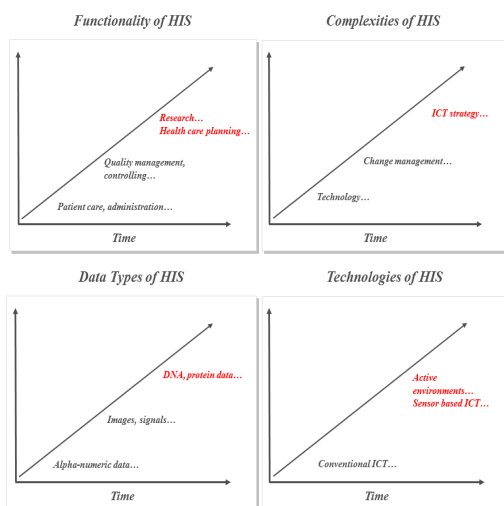 Functionality of HIS
Research…
Health care planning…
Quality management,
controlling…
Patient care, administration…
Time
Complexities of HIS
ICT strategy…
Change management…
Technology…
Time
Data Types of HIS
DNA, protein data…
Images, signals…
Alpha-numeric data…
Time
Technologies of HIS
Active
environments…
Sensor based ICT…
Conventional ICT…
Time